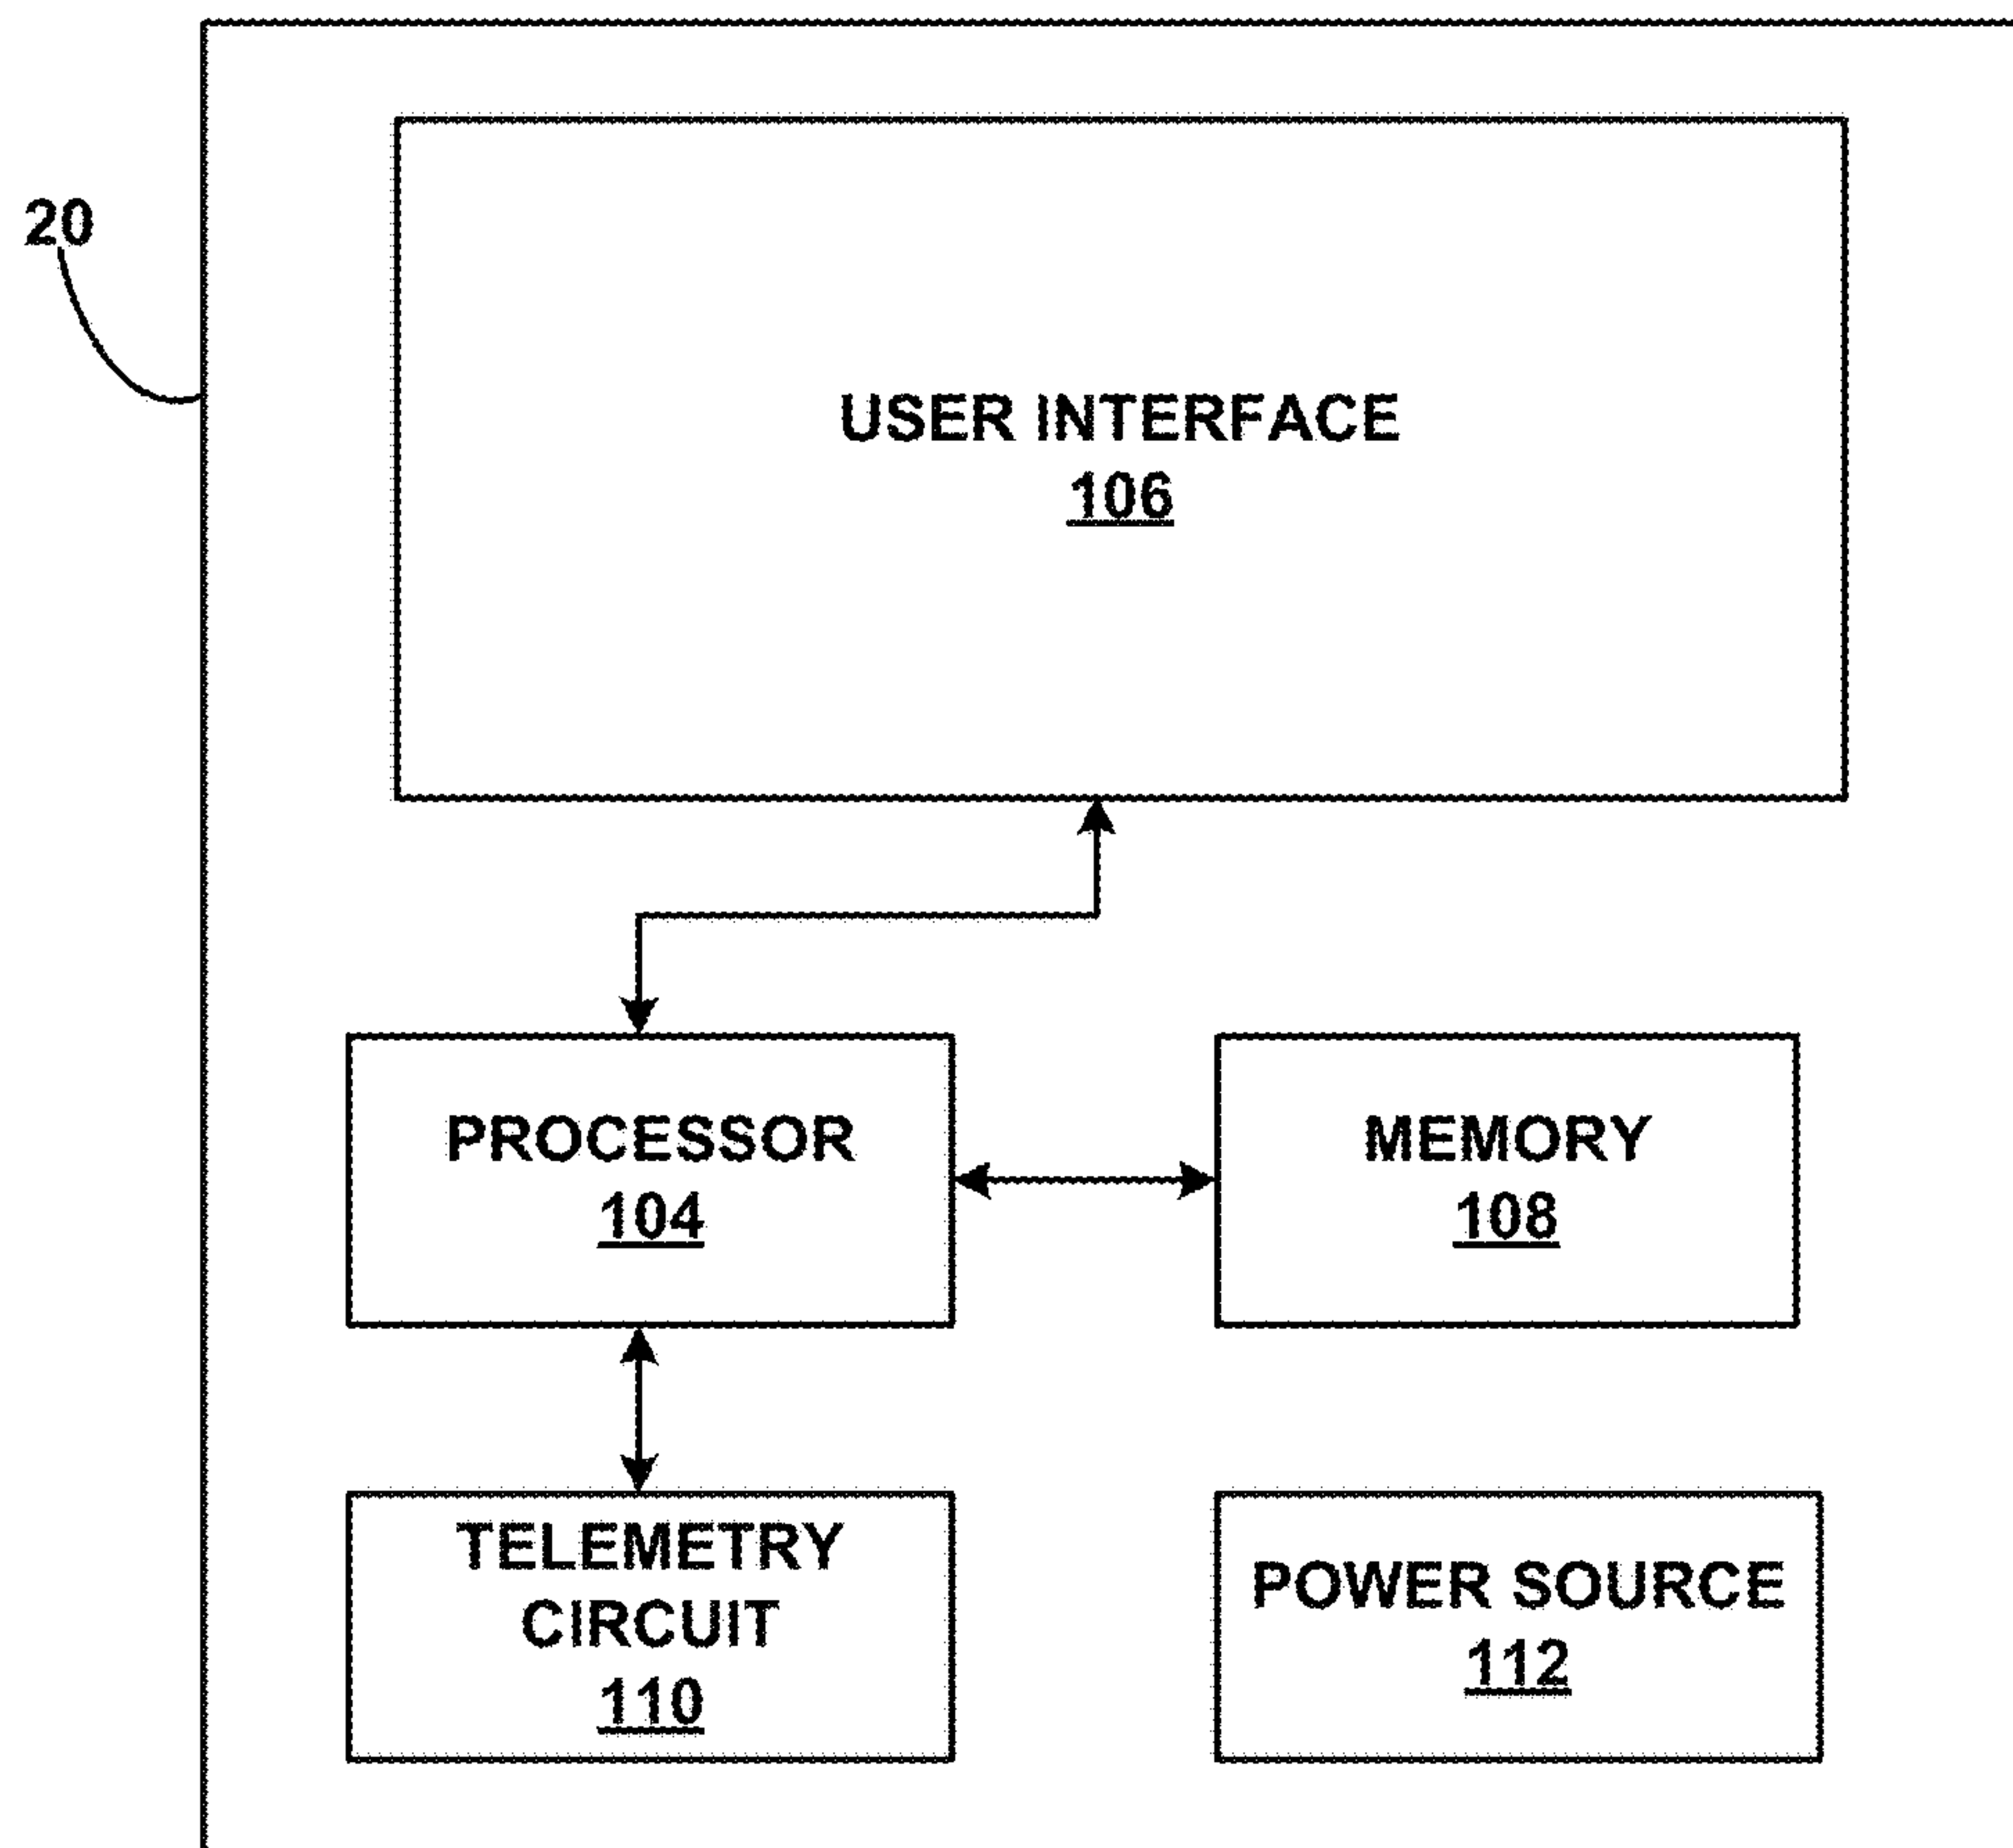 20
USER INTERFACE
106
PROCESSOR
104
MEMORY
108
TELEMETRY
CIRCUIT
110
POWER SOURCE
112